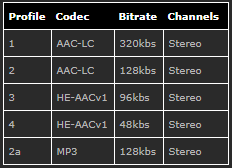 Profile Codec Bitrate Channels
1 AAC-LC 320kbs Stereo
2 AAC-LC 128kbs Stereo
3 HE-AACv1 96kbs Stereo
4 HE-AACv1 48kbs Stereo
2a MP3 128kbs Stereo